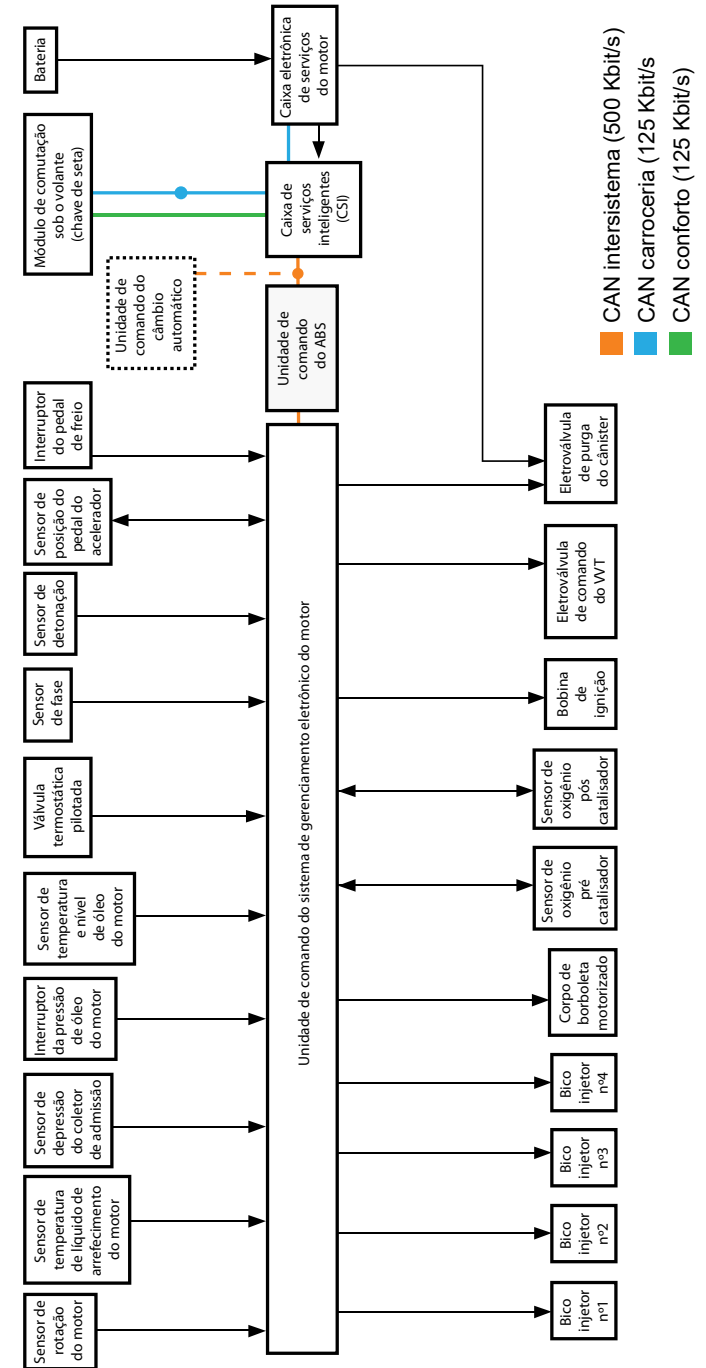 Sensor de
rotação do
do motor
Sensor de
temperatura
de líquido de
arrefecimento
do motor
Sensor de
depressão
do coletor
de admissão
Interruptor
da pressão
de óleo
do motor
Sensor de
temperatura
e nível
de óleo
do motor
Válvula
termostática
pilotada
Sensor
de fase
Sensor de
detonação
Sensor de
posição do
pedal do
acelerador
Interruptor
do pedal
de freio
Unidade de
comando do
câmbio
automático
Módulo de comutação
sob o volante
(chave de seta)
Bateria
Unidade de comando do sistema de gerenciamento eletrônico do motor
Unidade de
comando
do ABS
Caixa de
serviços
inteligentes
(CSI)
Caixa eletrônica
de serviços
do motor
Bico
injetor
nº1
Bico
injetor
nº2
Bico
injetor
nº3
Bico
injetor
nº4
Corpo de
borboleta
motorizado
Sensor de
oxigênio
pré
catalisador
Sensor de
oxigênio
pós
catalisador
Bobina
de
ignição
Eletroválvula
de comando
do VVT
Eletroválvula
de purga
do cânister
CAN intersistema (500 Kbit/s)
CAN carroceria (125 Kbit/s
CAN conforto (125 Kbit/s)